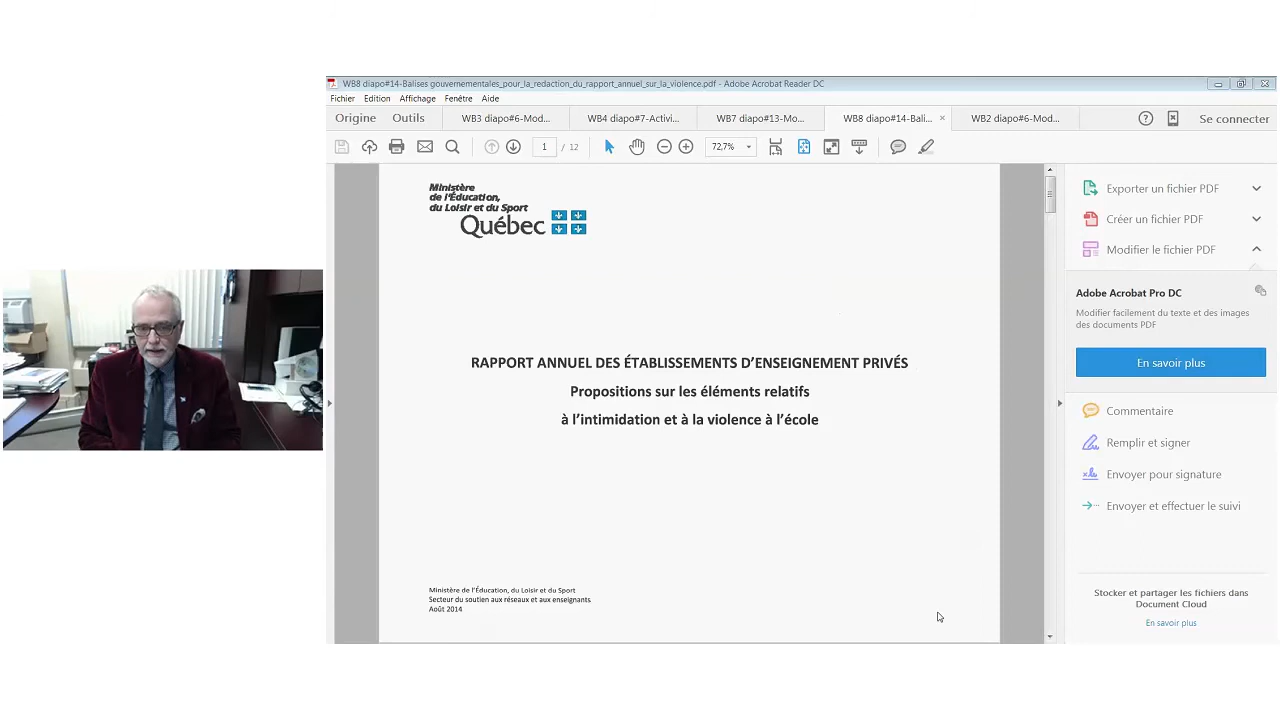 WB8 diapo#14-Balises gouvernementales_pour_la_redaction_du_rapport_annuel_sur_la_violence.pdf - Adobe Acrobat Reader DC
Fichier Edition Affichage Fenêtre Aide
Origine Outils WB3 diapo#6-Mod... WB4 diapo#7-Activi... WB7 diapo#13-Mo... WB8 diapo#14-Bali... × WB2 diapo#6-Mod... Se connecter
1 / 12 72,7%
Ministère
de l'Éducation,
du Loisir et du Sport
Québec
RAPPORT ANNUEL DES ÉTABLISSEMENTS D'ENSEIGNEMENT PRIVÉS
Propositions sur les éléments relatifs
à l'intimidation et à la violence à l'école
Ministère de l'Éducation, du Loisir et du Sport
Secteur du soutien aux réseaux et aux enseignants
Août 2014
Exporter un fichier PDF
Créer un fichier PDF
Modifier le fichier PDF
Adobe Acrobat Pro DC
Modifier facilement du texte et des images
des documents PDF
En savoir plus
Commentaire
Remplir et signer
Envoyer pour signature
Envoyer et effectuer le suivi
Stocker et partager les fichiers dans
Document Cloud
En savoir plus